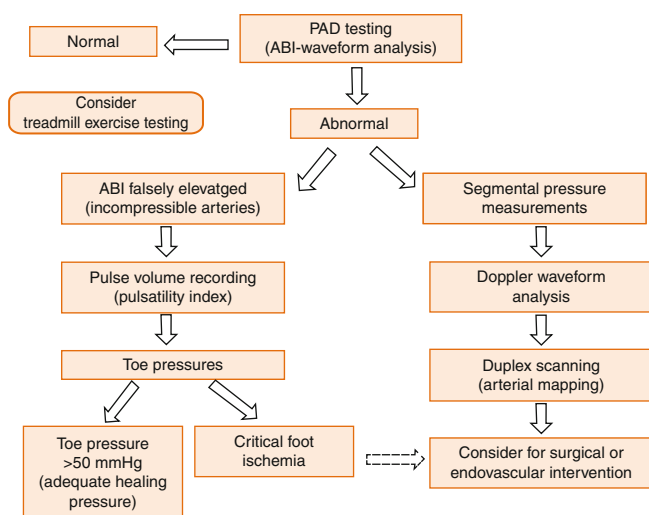 PAD testing
(ABI-waveform analysis)
Normal
Consider
treadmill exercise testing
Abnormal
ABI falsely elevatged
(incompressible arteries)
Segmental pressure
measurements
Pulse volume recording
(pulsatility index)
Doppler waveform
analysis
Toe pressures
Duplex scanning
(arterial mapping)
Toe pressure
>50 mmHg
(adequate healing
pressure)
Critical foot
ischemia
Consider for surgical or
endovascular intervention